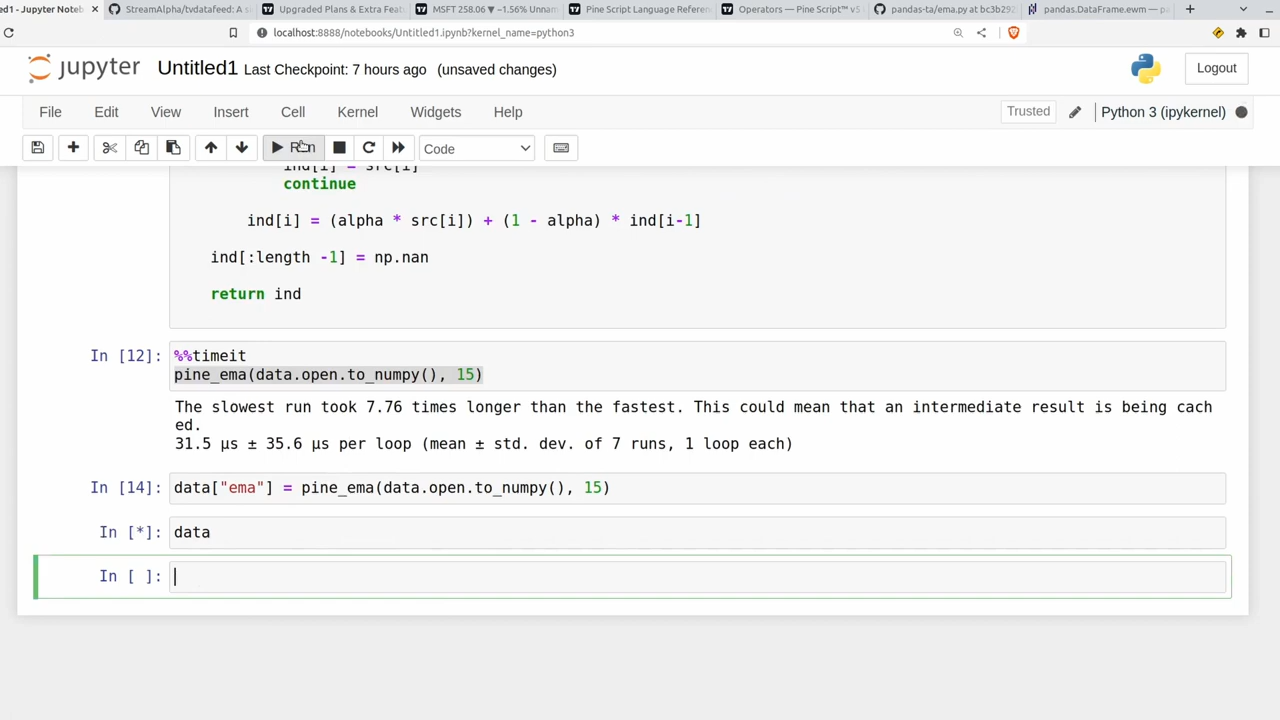 ed1 - Jupyter Noteb
StreamAlpha/tvdatafeed: A s
Upgraded Plans & Extra Feat
MSFT 258.06 ▼ −1.56% Unnam
Pine Script Language Referen
Operators — Pine Script™ v5
pandas-ta/ema.py at bc3b292
pandas.DataFrame.ewm — pa
localhost:8888/notebooks/Untitled1.ipynb?kernel_name=python3
jupyter Untitled1 Last Checkpoint: 7 hours ago (unsaved changes) Logout
File Edit View Insert Cell Kernel Widgets Help Trusted Python 3 (ipykernel)
Run Code
ind[i] = src[i]
continue
ind[i] = (alpha * src[i]) + (1 - alpha) * ind[i-1]
ind[:length -1] = np.nan
return ind
In [12]: %%timeit
pine_ema(data.open.to_numpy(), 15)
The slowest run took 7.76 times longer than the fastest. This could mean that an intermediate result is being cach
ed.
31.5 µs ± 35.6 µs per loop (mean ± std. dev. of 7 runs, 1 loop each)
In [14]: data["ema"] = pine_ema(data.open.to_numpy(), 15)
In [*]: data
In [ ]: